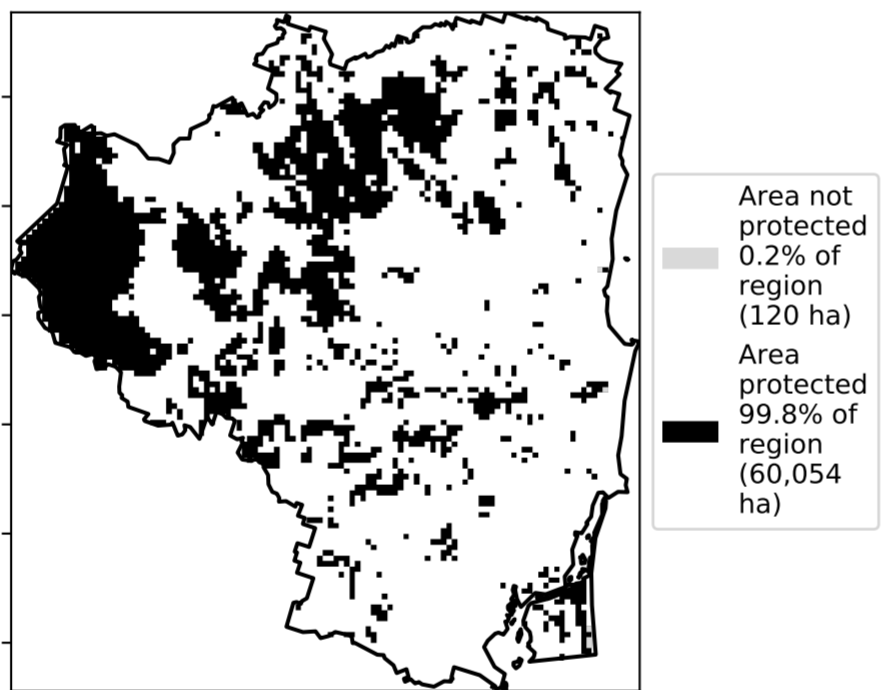 Area not
protected
0.2% of
region
(120 ha)
Area
protected
99.8% of
region
(60,054
ha)